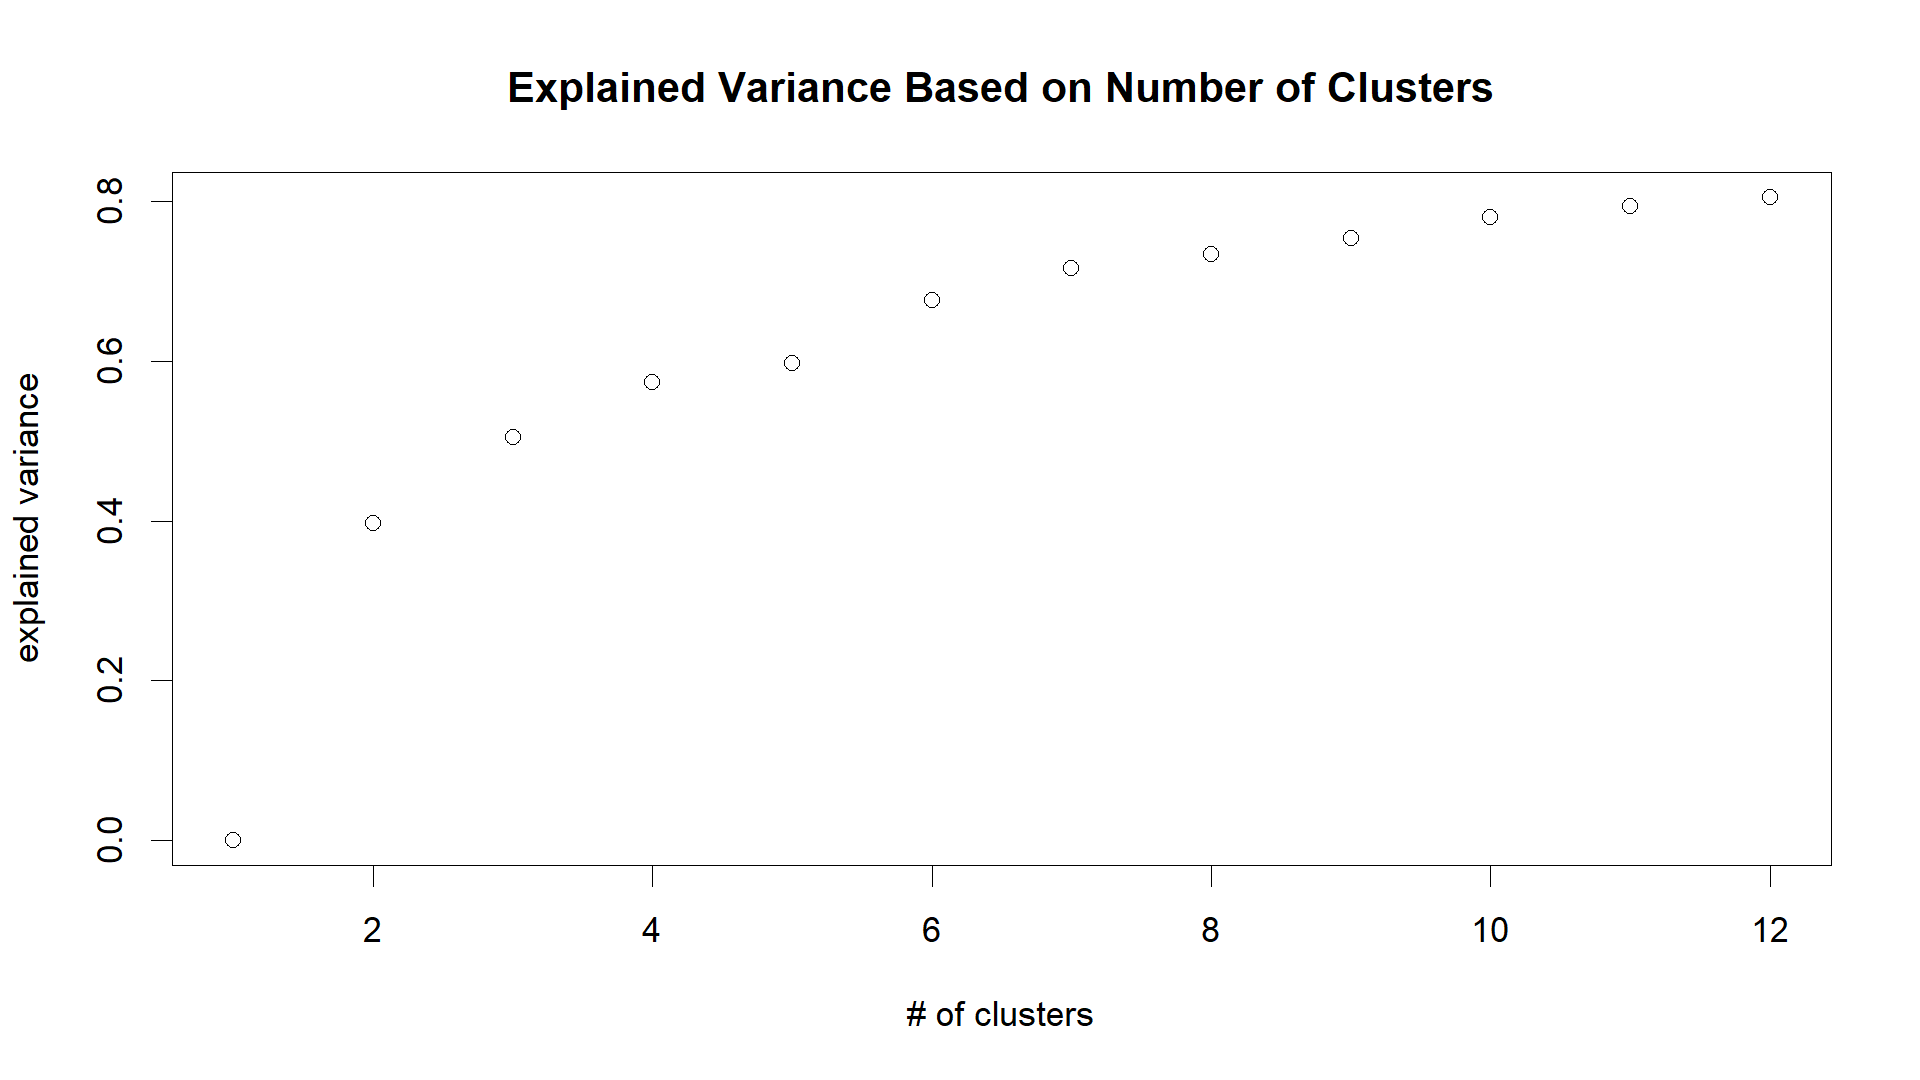 Explained Variance Based on Number of Clusters
explained variance
0.8
0.6
0.4
0.2
0.0
2 4 6 8 10 12
# of clusters